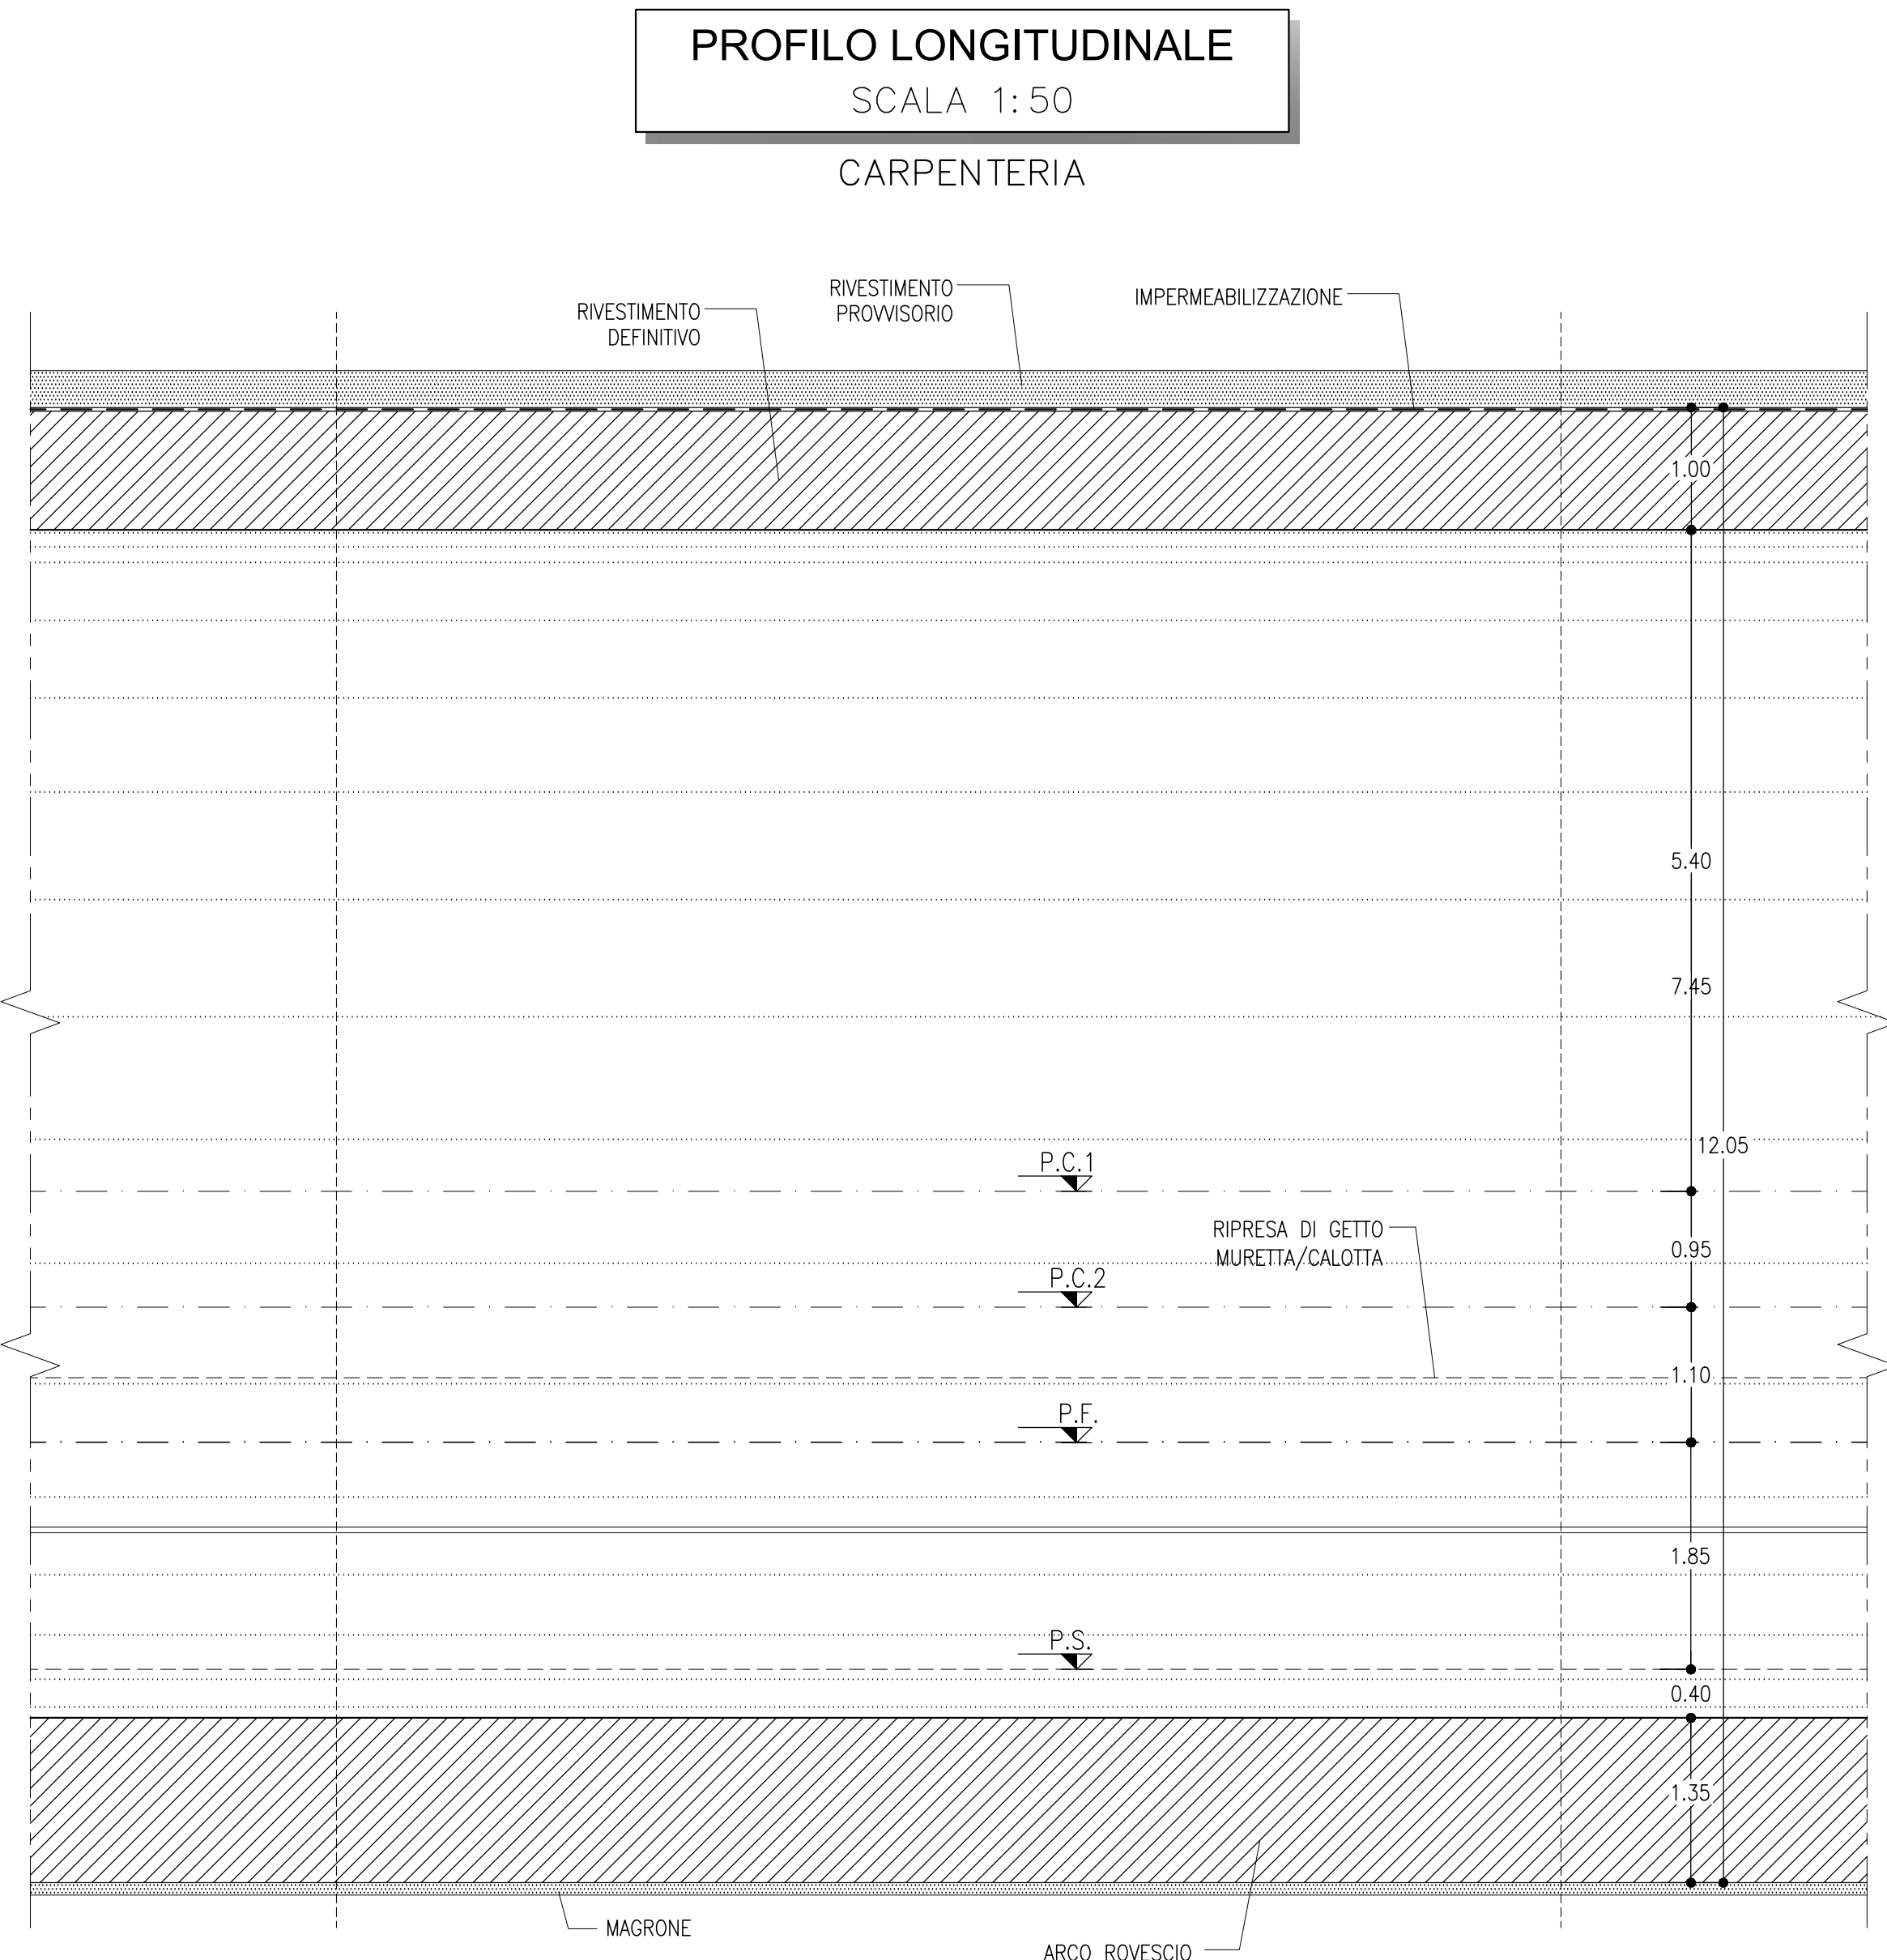 PROFILO LONGITUDINALE
SCALA 1:50
CARPENTERIA
RIVESTIMENTO
DEFINITIVO
RIVESTIMENTO
PROVVISORIO
IMPERMEABILIZZAZIONE
1.00
5.40
7.45
12.05
P.C.1
RIPRESA DI GETTO
MURETTA/CALOTTA
0.95
P.C.2
1.10
P.F.
1.85
P.S.
0.40
1.35
MAGRONE
ARCO ROVESCIO